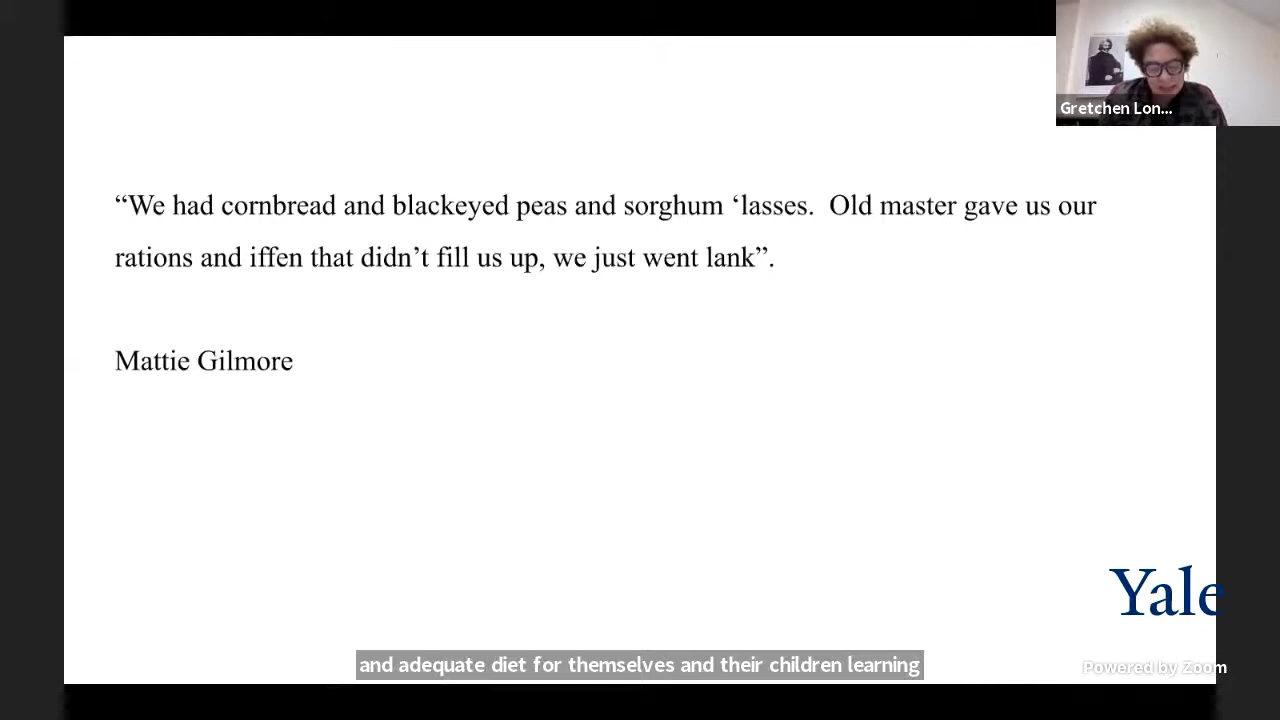 Gretchen Lon...
“We had cornbread and blackeyed peas and sorghum ‘lasses.  Old master gave us our
rations and iffen that didn’t fill us up, we just went lank”.
Mattie Gilmore
Yale
and adequate diet for themselves and their children learning
Powered by Zoom